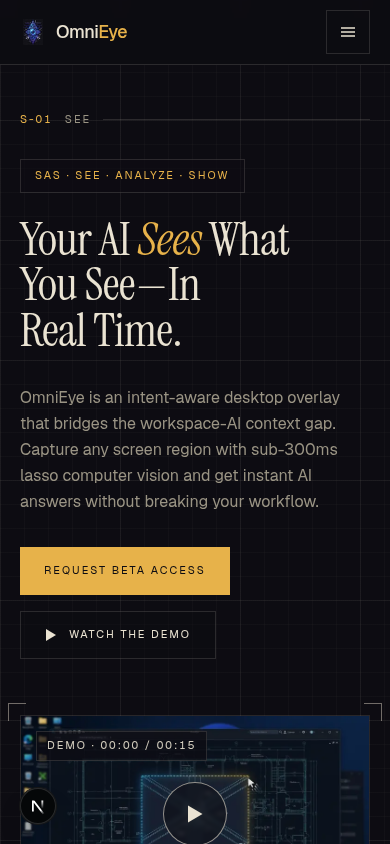 OmniEye
S-01 SEE
SAS · SEE · ANALYZE · SHOW
Your AI Sees What
You See—In
Real Time.
OmniEye is an intent-aware desktop overlay
that bridges the workspace-AI context gap.
Capture any screen region with sub-300ms
lasso computer vision and get instant AI
answers without breaking your workflow.
REQUEST BETA ACCESS
WATCH THE DEMO
DEMO · 00:00 / 00:15
N